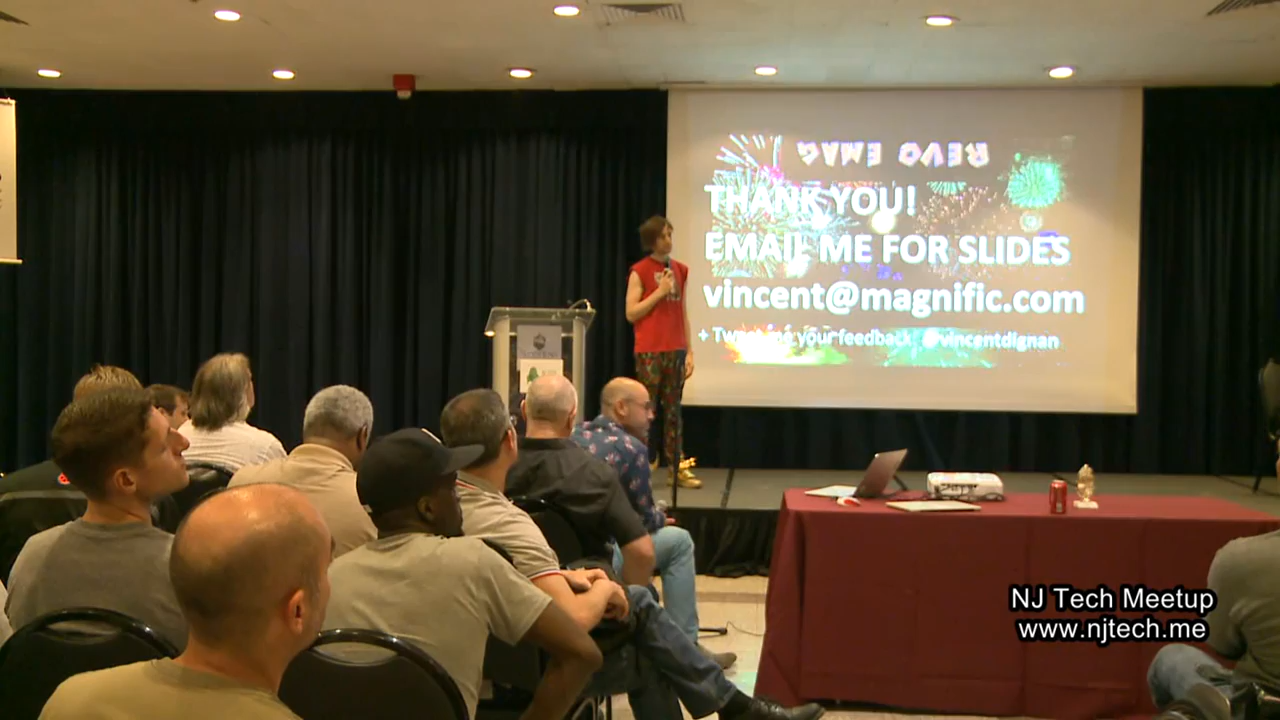 GAME OVER
THANK YOU!
EMAIL ME FOR SLIDES
vincent@magnific.com
+ Tweet me your feedback @vincentdignan
NJ Tech Meetup
www.njtech.me